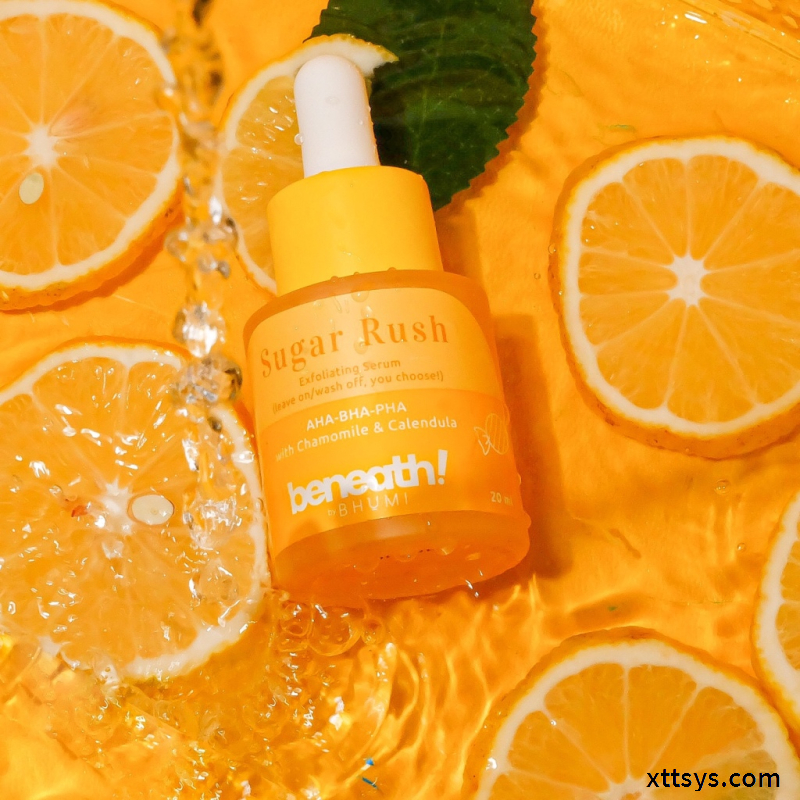 Sugar Rush
Exfoliating Serum
(leave on/wash off, you choose!)
AHA-BHA-PHA
with Chamomile & Calendula
beneath!
by BHUMI
20 ml
xttsys.com